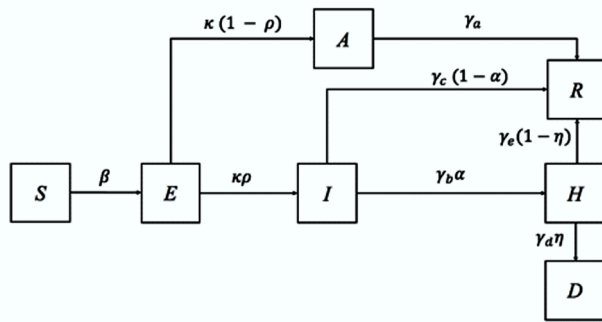 κ (1 − ρ)
A
γa
γc (1 − α)
R
γe(1 − η)
S
β
E
κρ
I
γbα
H
γdη
D